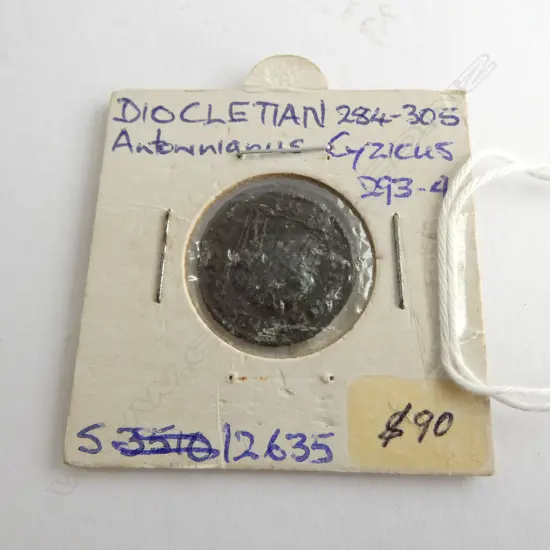 DIOCLETIAN 284-305
Antoninianus Cyzicus
293-4
S 3510 12635
$90